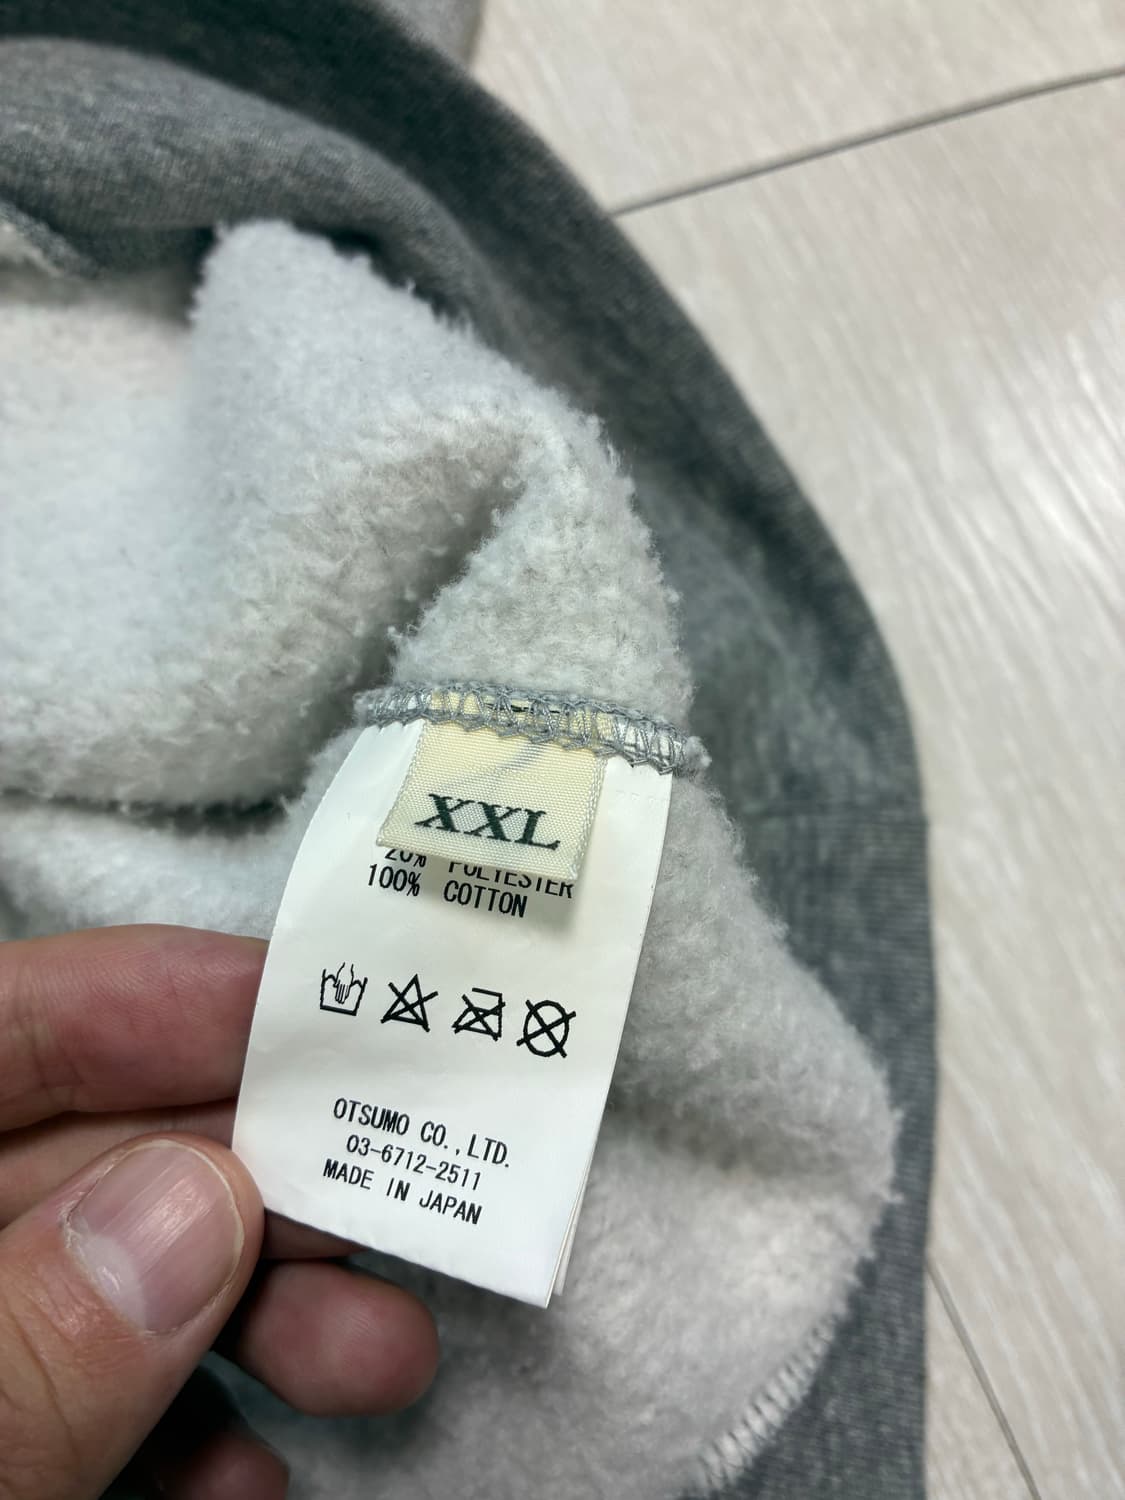 XXL
20% POLYESTER
100% COTTON
OTSUMO CO.,LTD.
03-6712-2511
MADE IN JAPAN